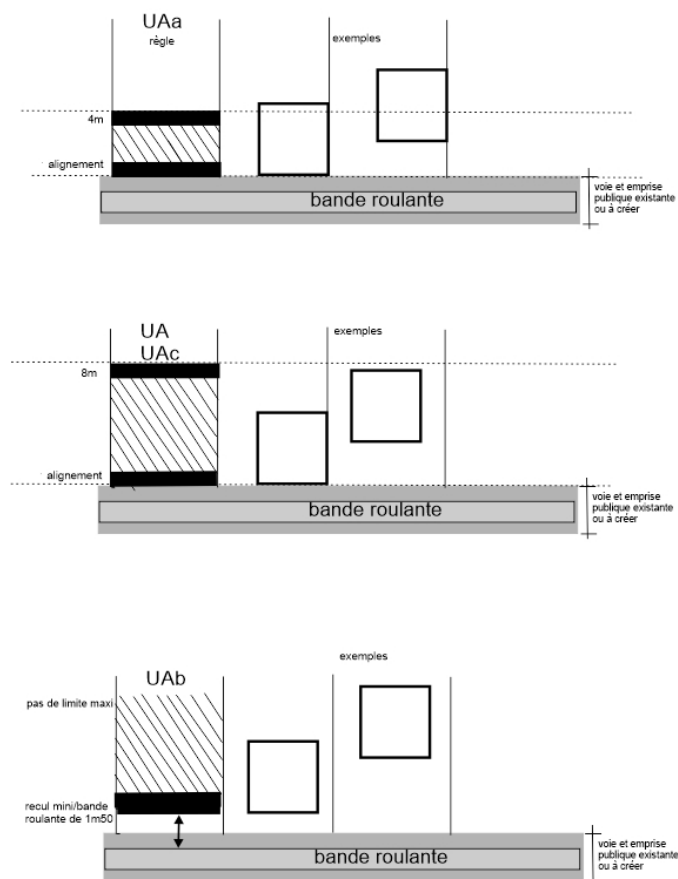 UAa
règle
exemples
4m
alignement
bande roulante
voie et emprise
publique existante
ou à créer
UA
UAc
exemples
8m
alignement
bande roulante
voie et emprise
publique existante
ou à créer
exemples
UAb
pas de limite maxi
recul mini/bande
roulante de 1m50
bande roulante
voie et emprise
publique existante
ou à créer